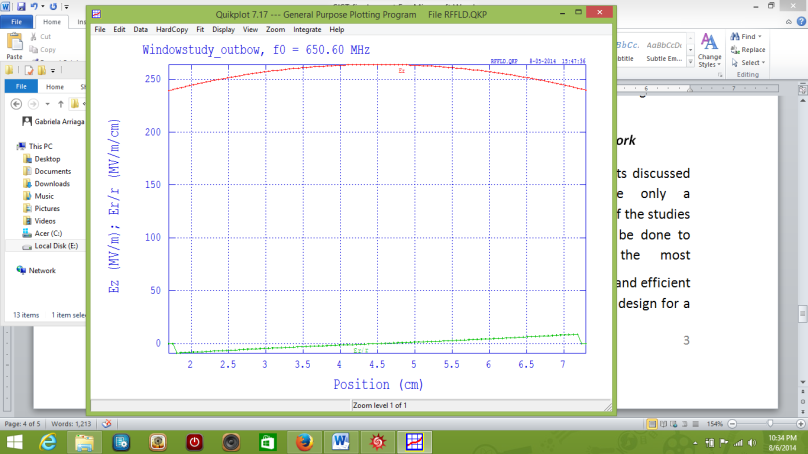 Quikplot 7.17 --- General Purpose Plotting Program File RFFLD.QKP
File Edit Data HardCopy Fit Display View Zoom Integrate Help
Windowstudy_outbow, f0 = 650.60 MHz
RFFLD.QKP 8-05-2014 15:47:36
Ez
250
200
150
100
50
0
Ez (MV/m); Er/r (MV/m/cm)
Er/r
2 2.5 3 3.5 4 4.5 5 5.5 6 6.5 7
Position (cm)
Zoom level 1 of 1
File Home In
Cut
Copy
Paste
File Home
Gabriela Arriaga
This PC
Desktop
Documents
Downloads
Music
Pictures
Videos
Acer (C:)
Local Disk (E:)
Network
13 items 1 item sele
AaBbCcDı
btitle Subtle Em...
Change
Styles
Find
Replace
Select
Editing
6 7
ork
ts discussed
e only a
f the studies
be done to
the most
and efficient
design for a
3
Page: 4 of 5 Words: 1,213
154%
10:34 PM
8/6/2014